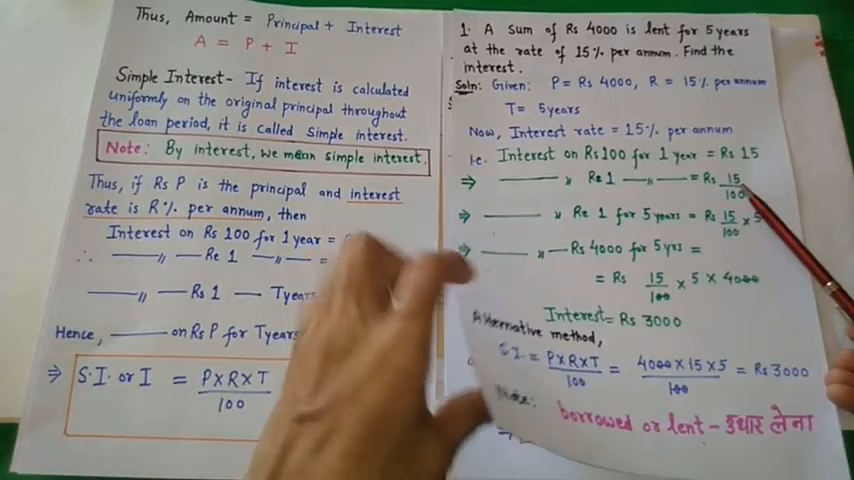 Thus, Amount = Principal + Interest
A = P + I
Simple Interest- If interest is calculated
uniformly on the original principal throughout
the loan period, it is called Simple interest.
Note: By interest, we mean simple interest.
Thus, if Rs P is the principal and interest
rate is R% per annum, then
Interest on Rs 100 for 1 year =
∴ —〃— Re 1 —〃— =
—〃— Rs 1 — T years
Hence, — on Rs P for T years
⇒ S.I. or I = P×R×T / 100
1. A sum of Rs 4000 is lent for 5 years
at the rate of 15% per annum. Find the
interest.
Soln: Given: P = Rs 4000, R = 15% per annum
T = 5 years
Now, Interest rate = 15% per annum
i.e. Interest on Rs 100 for 1 year = Rs 15
⇒ — 〃 Re 1 —〃— = Rs 15/100
⇒ — 〃 Re 1 for 5 years = Rs 15/100 × 5
⇒ — 〃 — Rs 4000 for 5 yrs =
= Rs 15/100 × 5 × 4000
Interest = Rs 3000
Alternative method,
S.I. = P×R×T / 100 = 4000×15×5 / 100 = Rs 3000
Note:
borrowed or lent - उधार लेना